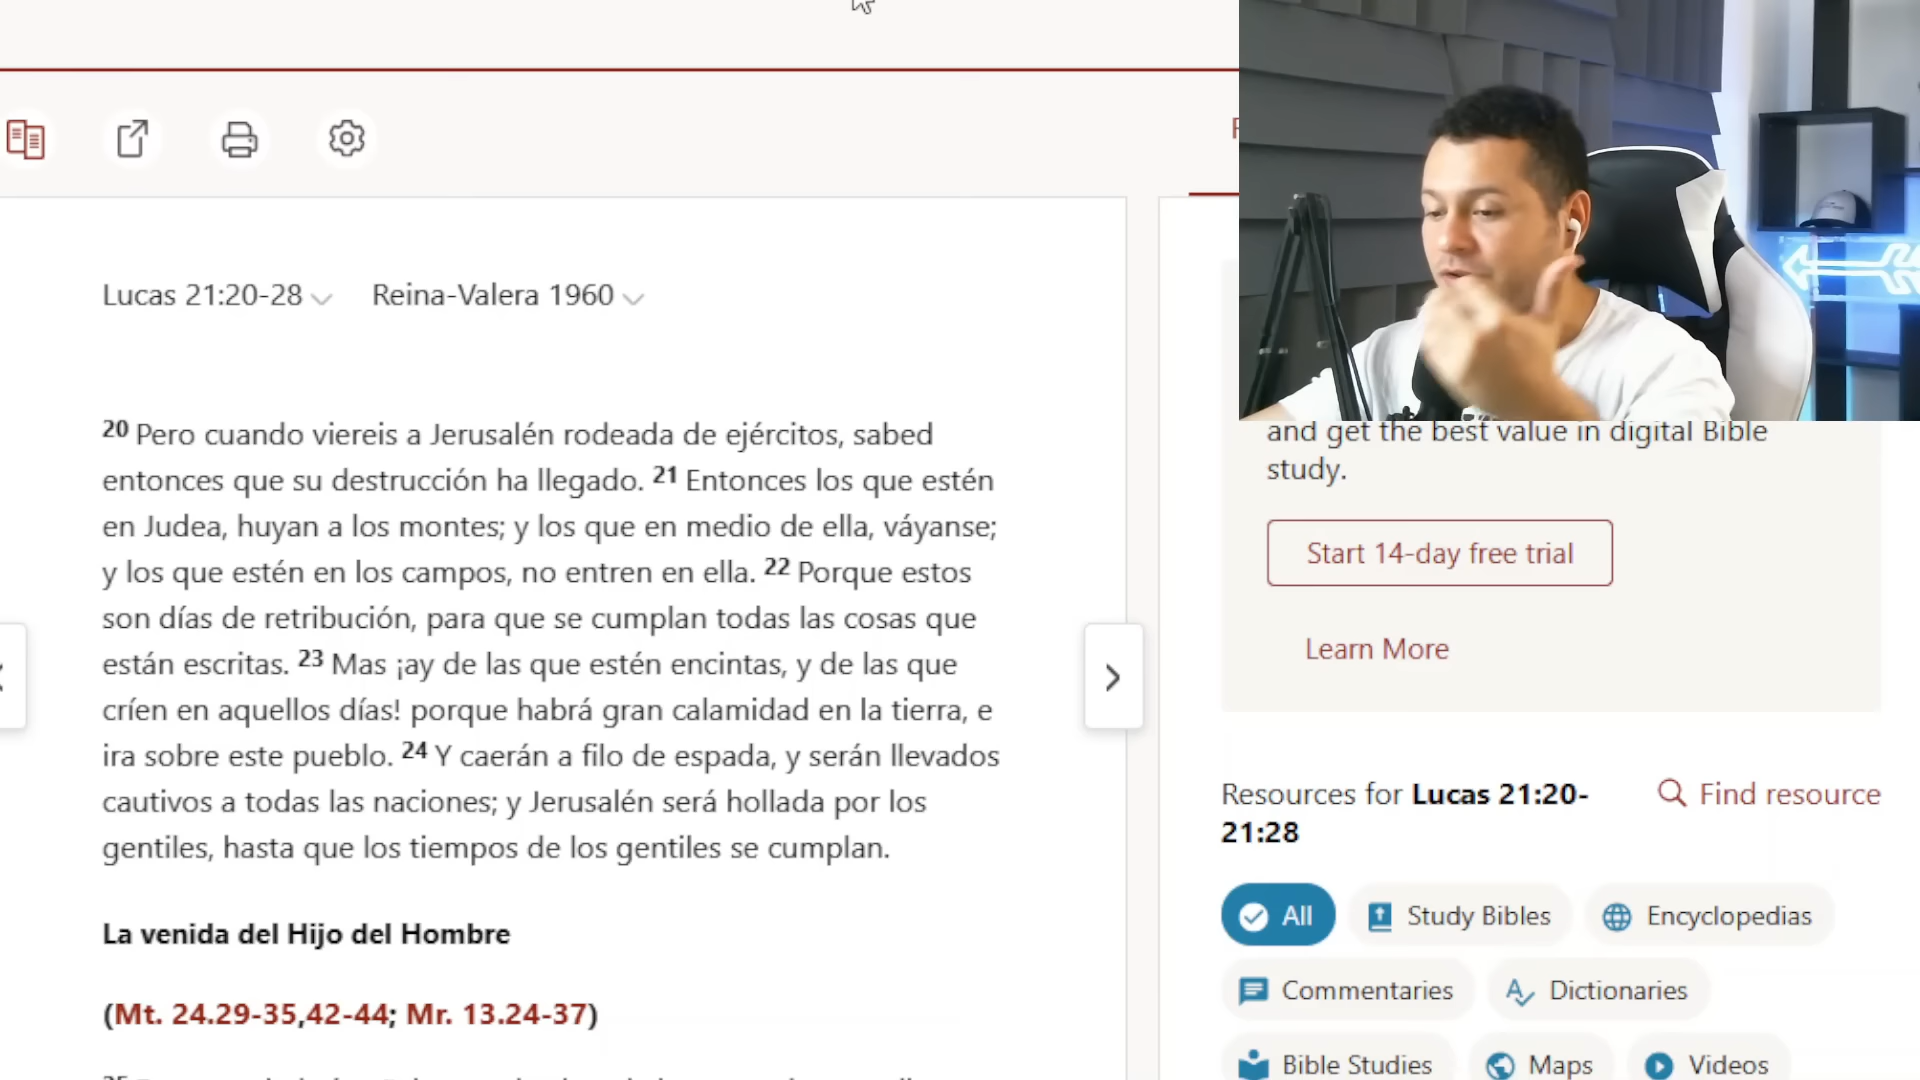 Lucas 21:20-28 Reina-Valera 1960
20 Pero cuando viereis a Jerusalén rodeada de ejércitos, sabed
entonces que su destrucción ha llegado. 21 Entonces los que estén
en Judea, huyan a los montes; y los que en medio de ella, váyanse;
y los que estén en los campos, no entren en ella. 22 Porque estos
son días de retribución, para que se cumplan todas las cosas que
están escritas. 23 Mas ¡ay de las que estén encintas, y de las que
críen en aquellos días! porque habrá gran calamidad en la tierra, e
ira sobre este pueblo. 24 Y caerán a filo de espada, y serán llevados
cautivos a todas las naciones; y Jerusalén será hollada por los
gentiles, hasta que los tiempos de los gentiles se cumplan.
La venida del Hijo del Hombre
(Mt. 24.29-35,42-44; Mr. 13.24-37)
and get the best value in digital Bible
study.
Start 14-day free trial
Learn More
Resources for Lucas 21:20-
21:28
Find resource
All
Study Bibles
Encyclopedias
Commentaries
Dictionaries
Bible Studies
Maps
Videos